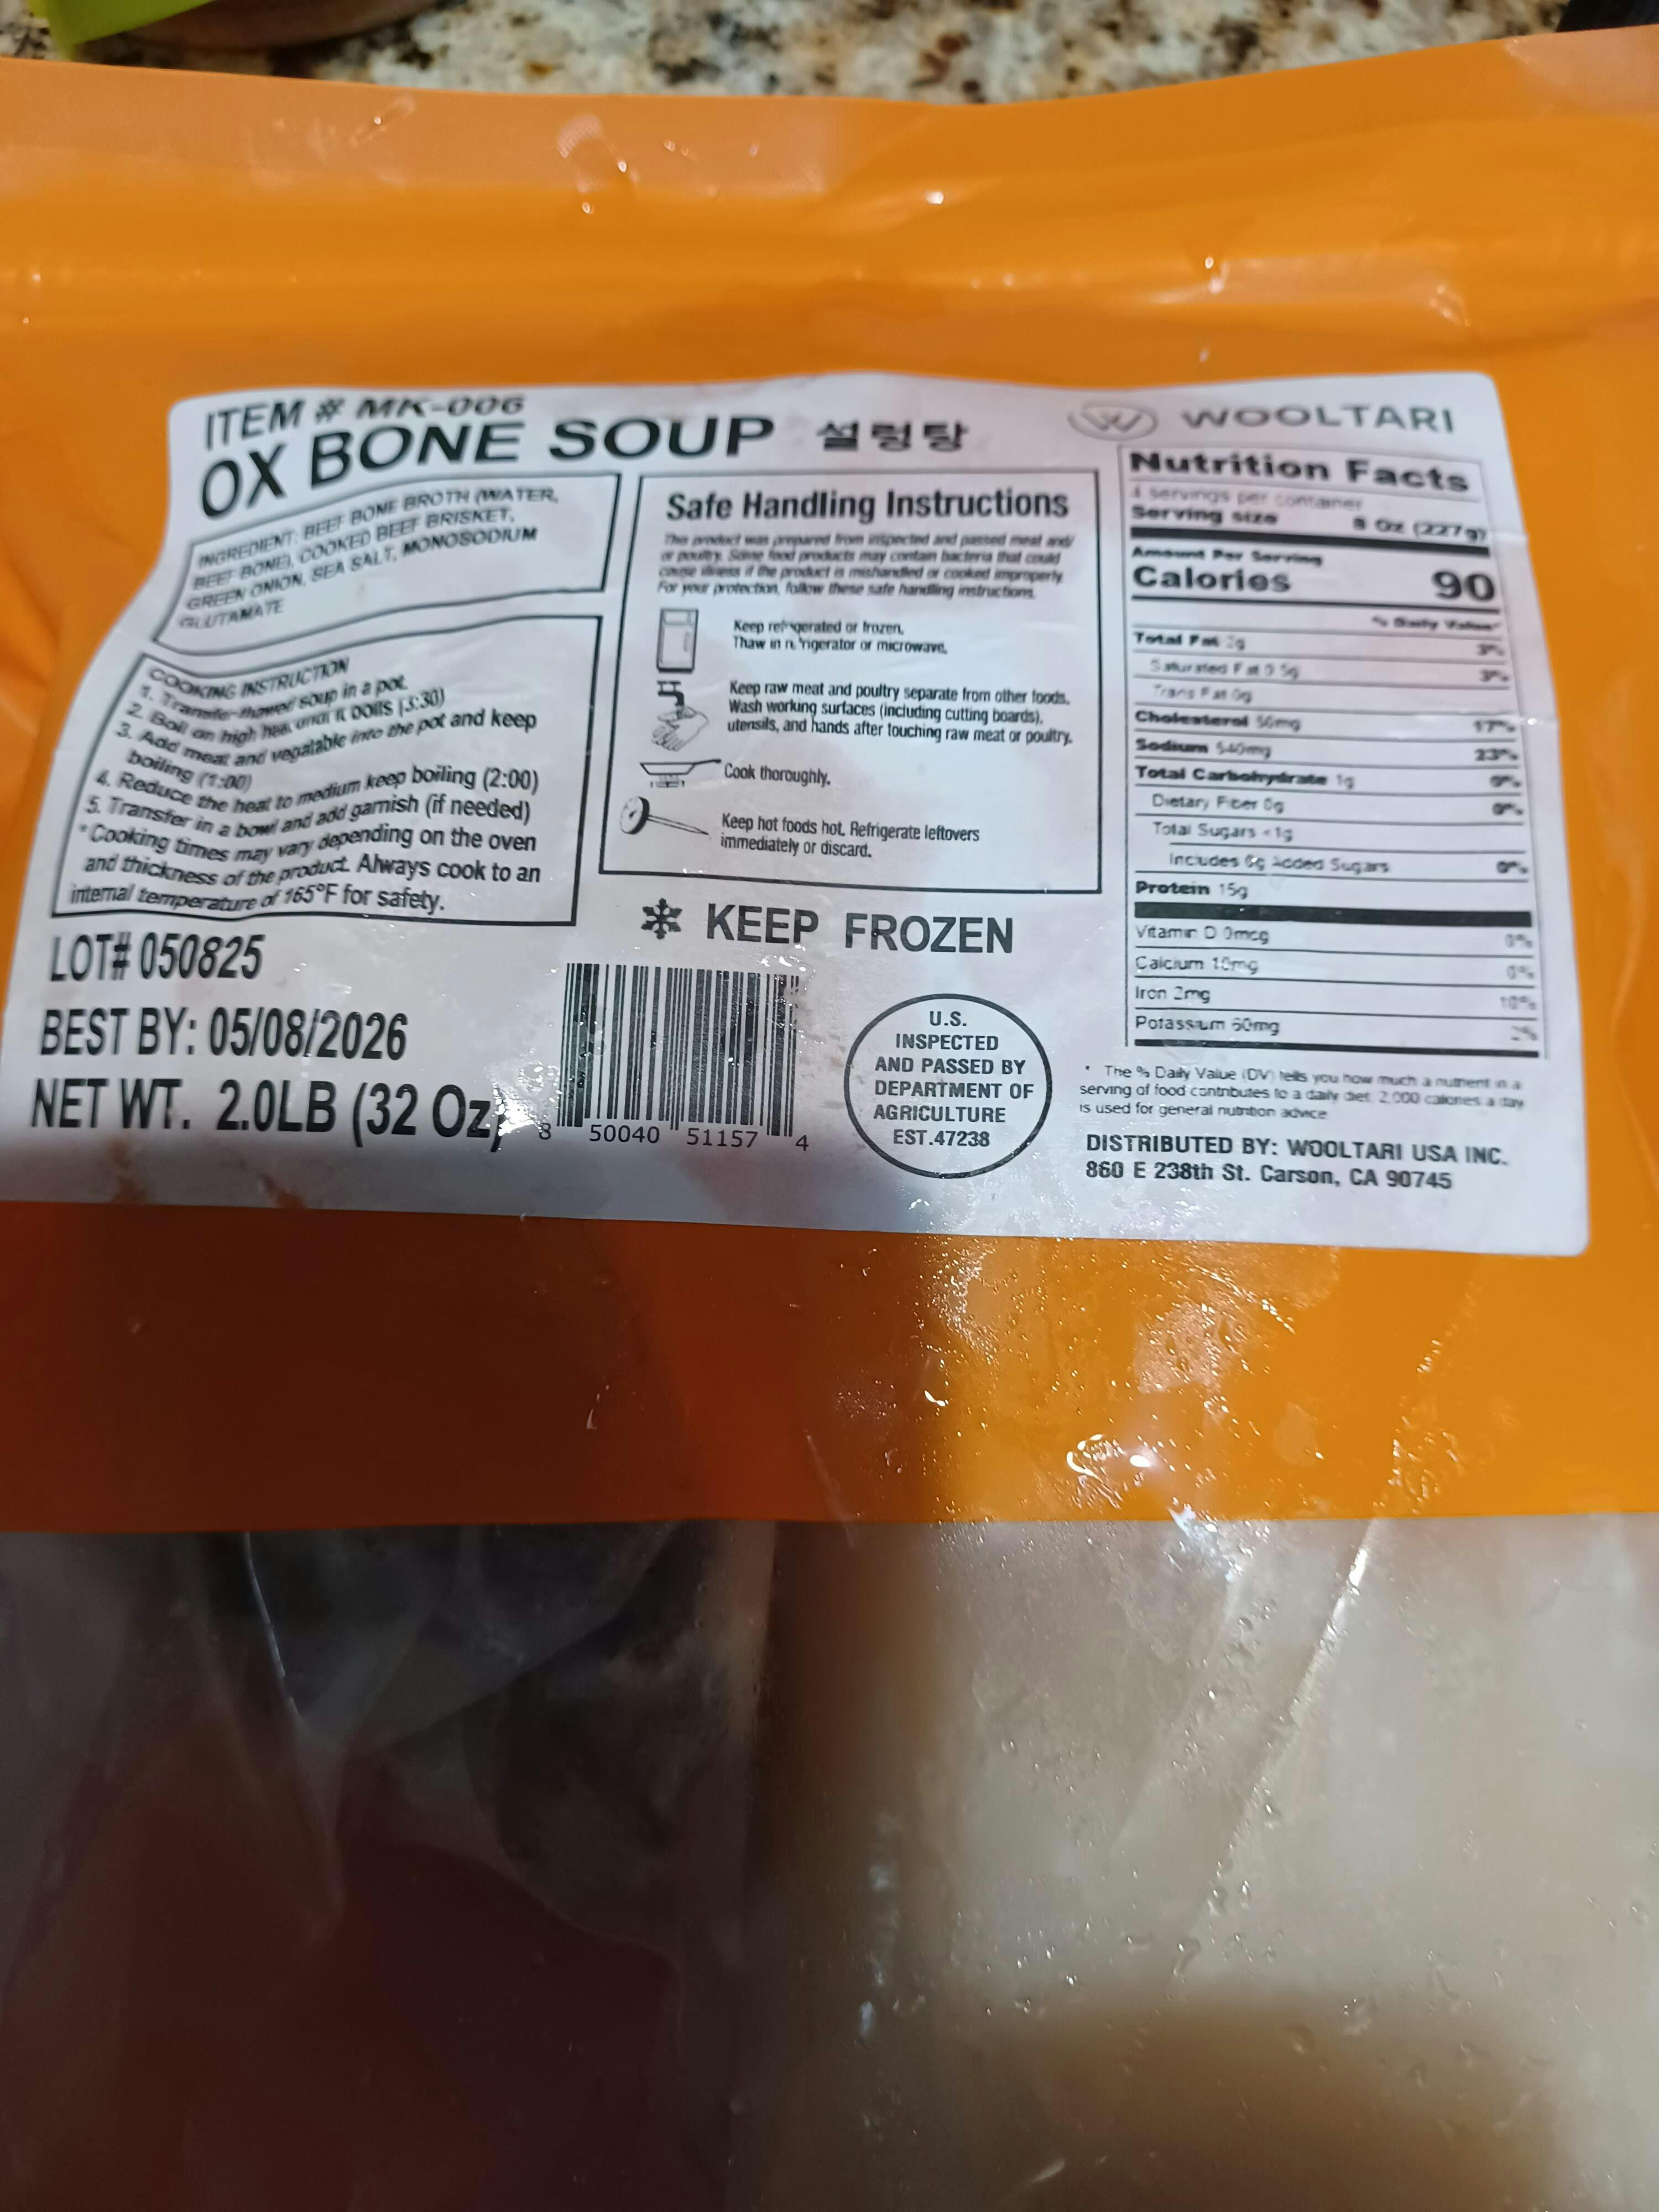 ITEM # MK-006
OX BONE SOUP 설렁탕
WOOLTARI
INGREDIENT: BEEF BONE BROTH (WATER,
BEEF BONE), COOKED BEEF BRISKET,
GREEN ONION, SEA SALT, MONOSODIUM
GLUTAMATE
COOKING INSTRUCTION
1. Transfer thawed soup in a pot.
2. Boil on high heat until it boils (3:30)
3. Add meat and vegatable into the pot and keep
boiling (1:00)
4. Reduce the heat to medium keep boiling (2:00)
5. Transfer in a bowl and add garnish (if needed)
*Cooking times may vary depending on the oven
and thickness of the product. Always cook to an
internal temperature of 165°F for safety.
LOT# 050825
BEST BY: 05/08/2026
NET WT. 2.0LB (32 Oz)
Safe Handling Instructions
This product was prepared from inspected and passed meat and/
or poultry. Some food products may contain bacteria that could
cause illness if the product is mishandled or cooked improperly.
For your protection, follow these safe handling instructions.
Keep refrigerated or frozen.
Thaw in refrigerator or microwave.
Keep raw meat and poultry separate from other foods.
Wash working surfaces (including cutting boards),
utensils, and hands after touching raw meat or poultry.
Cook thoroughly.
Keep hot foods hot. Refrigerate leftovers
immediately or discard.
KEEP FROZEN
8 50040 51157 4
U.S.
INSPECTED
AND PASSED BY
DEPARTMENT OF
AGRICULTURE
EST.47238
Nutrition Facts
4 servings per container
Serving size 8 Oz (227g)
Amount Per Serving
Calories 90
% Daily Value*
Total Fat 2g 3%
Saturated Fat 0.5g 3%
Trans Fat 0g
Cholesterol 50mg 17%
Sodium 540mg 23%
Total Carbohydrate 1g 0%
Dietary Fiber 0g 0%
Total Sugars <1g
Includes 0g Added Sugars 0%
Protein 15g
Vitamin D 0mcg 0%
Calcium 10mg 0%
Iron 2mg 10%
Potassium 60mg 2%
* The % Daily Value (DV) tells you how much a nutrient in a
serving of food contributes to a daily diet. 2,000 calories a day
is used for general nutrition advice
DISTRIBUTED BY: WOOLTARI USA INC.
860 E 238th St. Carson, CA 90745